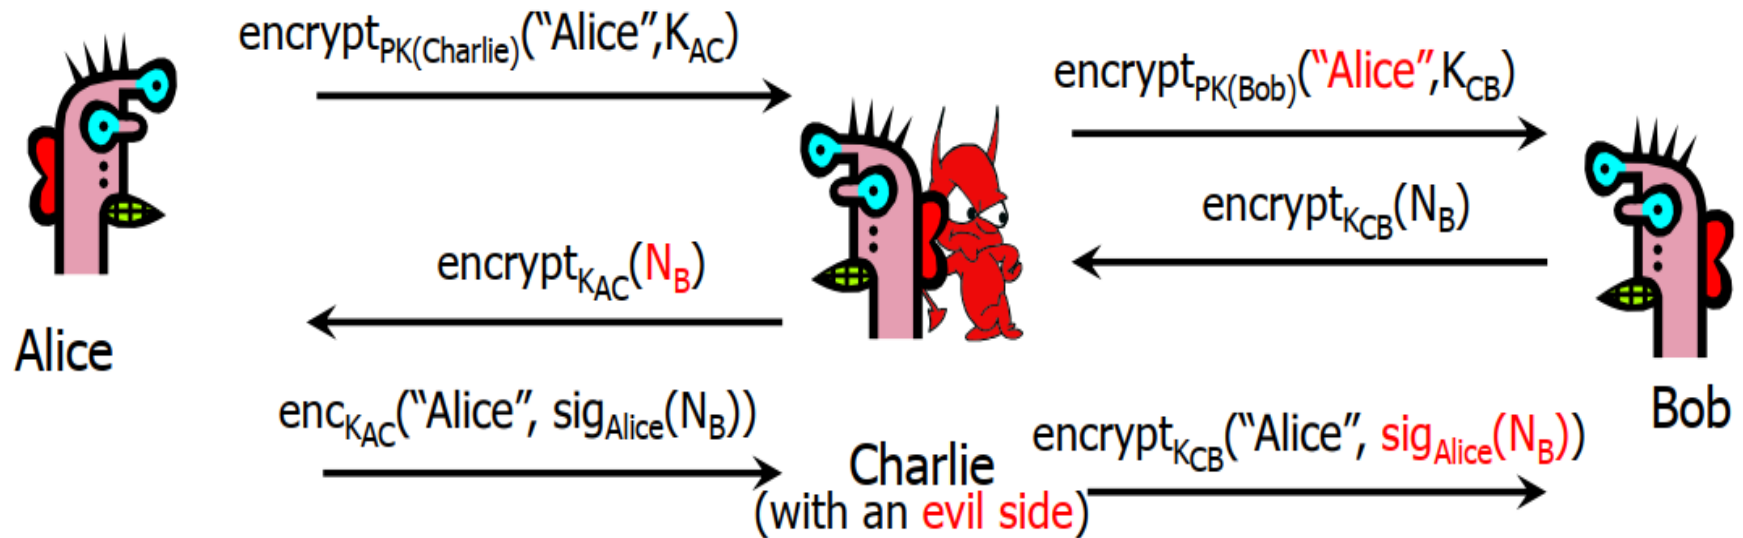 encryptPK(Charlie)(“Alice”,KAC)
encryptPK(Bob)(“Alice”,KCB)
encryptKCB(NB)
encryptKAC(NB)
Alice
encKAC(“Alice”, sigAlice(NB))
Bob
encryptKCB(“Alice”, sigAlice(NB))
Charlie
(with an evil side)